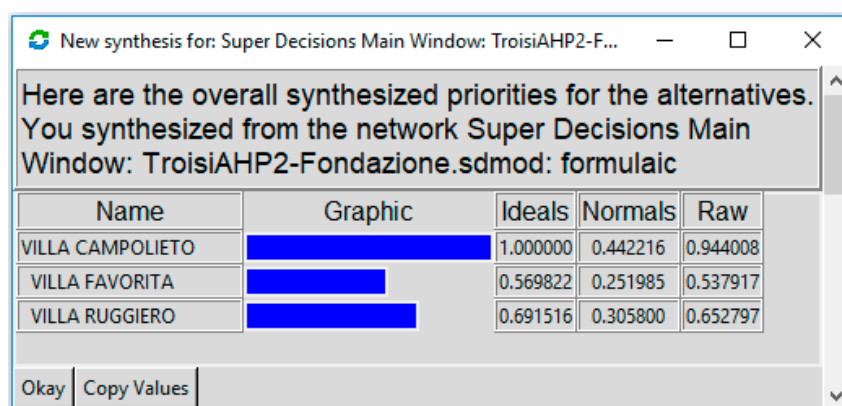 New synthesis for: Super Decisions Main Window: TroisiAHP2-F...
Here are the overall synthesized priorities for the alternatives.
You synthesized from the network Super Decisions Main
Window: TroisiAHP2-Fondazione.sdmod: formulaic
Name Graphic Ideals Normals Raw
VILLA CAMPOLIETO 1.000000 0.442216 0.944008
VILLA FAVORITA 0.569822 0.251985 0.537917
VILLA RUGGIERO 0.691516 0.305800 0.652797
Okay Copy Values